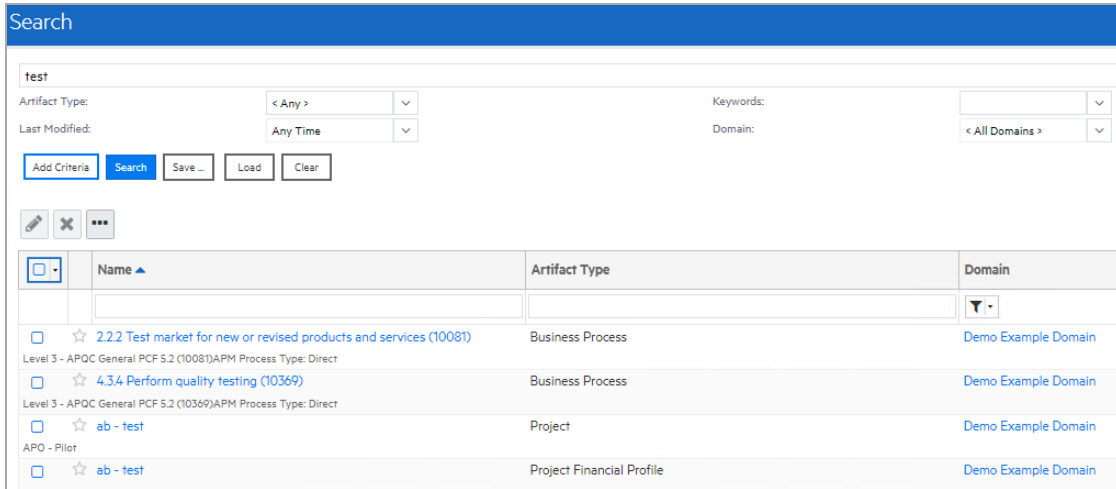 Search
test
Artifact Type: < Any > Keywords:
Last Modified: Any Time Domain: < All Domains >
Add Criteria Search Save ... Load Clear
Name Artifact Type Domain
2.2.2 Test market for new or revised products and services (10081) Business Process Demo Example Domain
Level 3 - APQC General PCF 5.2 (10081)APM Process Type: Direct
4.3.4 Perform quality testing (10369) Business Process Demo Example Domain
Level 3 - APQC General PCF 5.2 (10369)APM Process Type: Direct
ab - test Project Demo Example Domain
APO - Pilot
ab - test Project Financial Profile Demo Example Domain